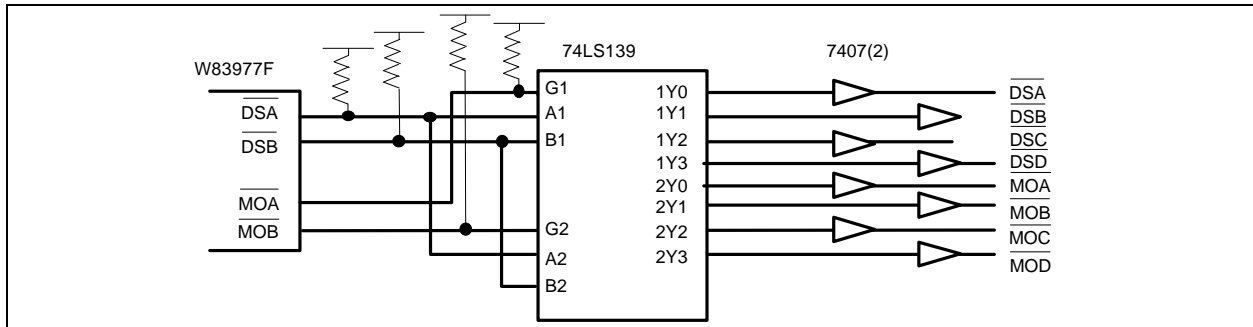 74LS139
7407(2)
W83977F
DSA
DSB
MOA
MOB
G1
A1
B1
G2
A2
B2
1Y0
1Y1
1Y2
1Y3
2Y0
2Y1
2Y2
2Y3
DSA
DSB
DSC
DSD
MOA
MOB
MOC
MOD